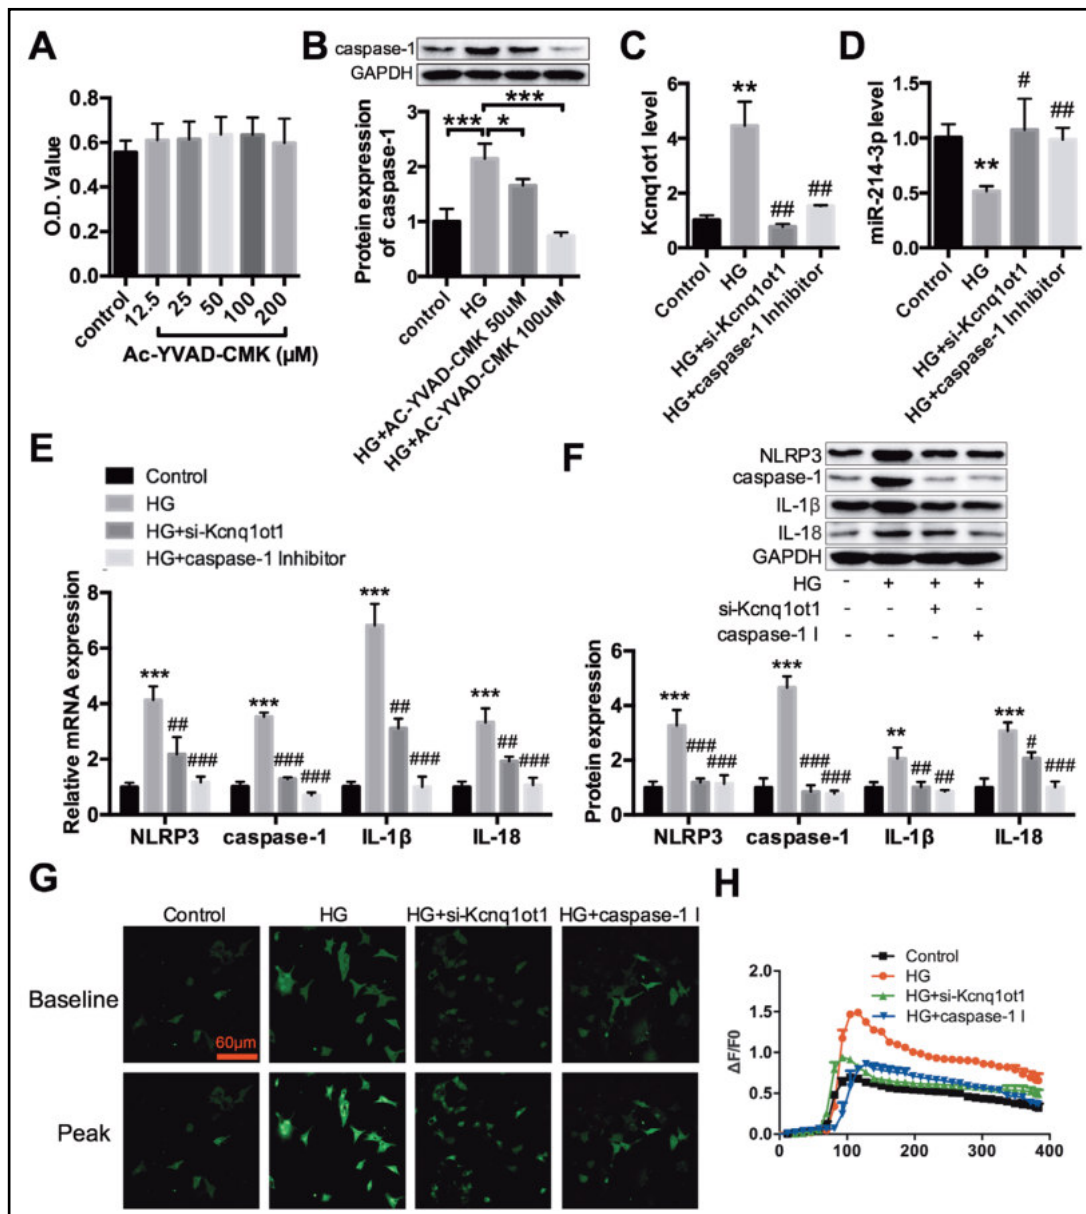 A
O.D. Value
0.8
0.6
0.4
0.2
0.0
control
12.5
25
50
100
200
Ac-YVAD-CMK (μM)
B
caspase-1
GAPDH
Protein expression
of caspase-1
3
2
1
0
***
*
***
control
HG
HG+AC-YVAD-CMK 50uM
HG+AC-YVAD-CMK 100uM
C
Kcnq1ot1 level
6
4
2
0
**
##
##
Control
HG
HG+si-Kcnq1ot1
HG+caspase-1 Inhibitor
D
miR-214-3p level
1.5
1.0
0.5
0.0
**
#
##
Control
HG
HG+si-Kcnq1ot1
HG+caspase-1 Inhibitor
E
Control
HG
HG+si-Kcnq1ot1
HG+caspase-1 Inhibitor
Relative mRNA expression
8
6
4
2
0
*** ## ###
*** ### ###
*** ## ###
*** ## ###
NLRP3 caspase-1 IL-1β IL-18
F
NLRP3
caspase-1
IL-1β
IL-18
GAPDH
HG - + + +
si-Kcnq1ot1 - - + -
caspase-1 I - - - +
Protein expression
6
4
2
0
*** ### ###
*** ### ###
** ## ##
*** # ###
NLRP3 caspase-1 IL-1β IL-18
G
Control HG HG+si-Kcnq1ot1 HG+caspase-1 I
Baseline
60μm
Peak
H
Control
HG
HG+si-Kcnq1ot1
HG+caspase-1 I
ΔF/F0
2.0
1.5
1.0
0.5
0.0
0 100 200 300 400